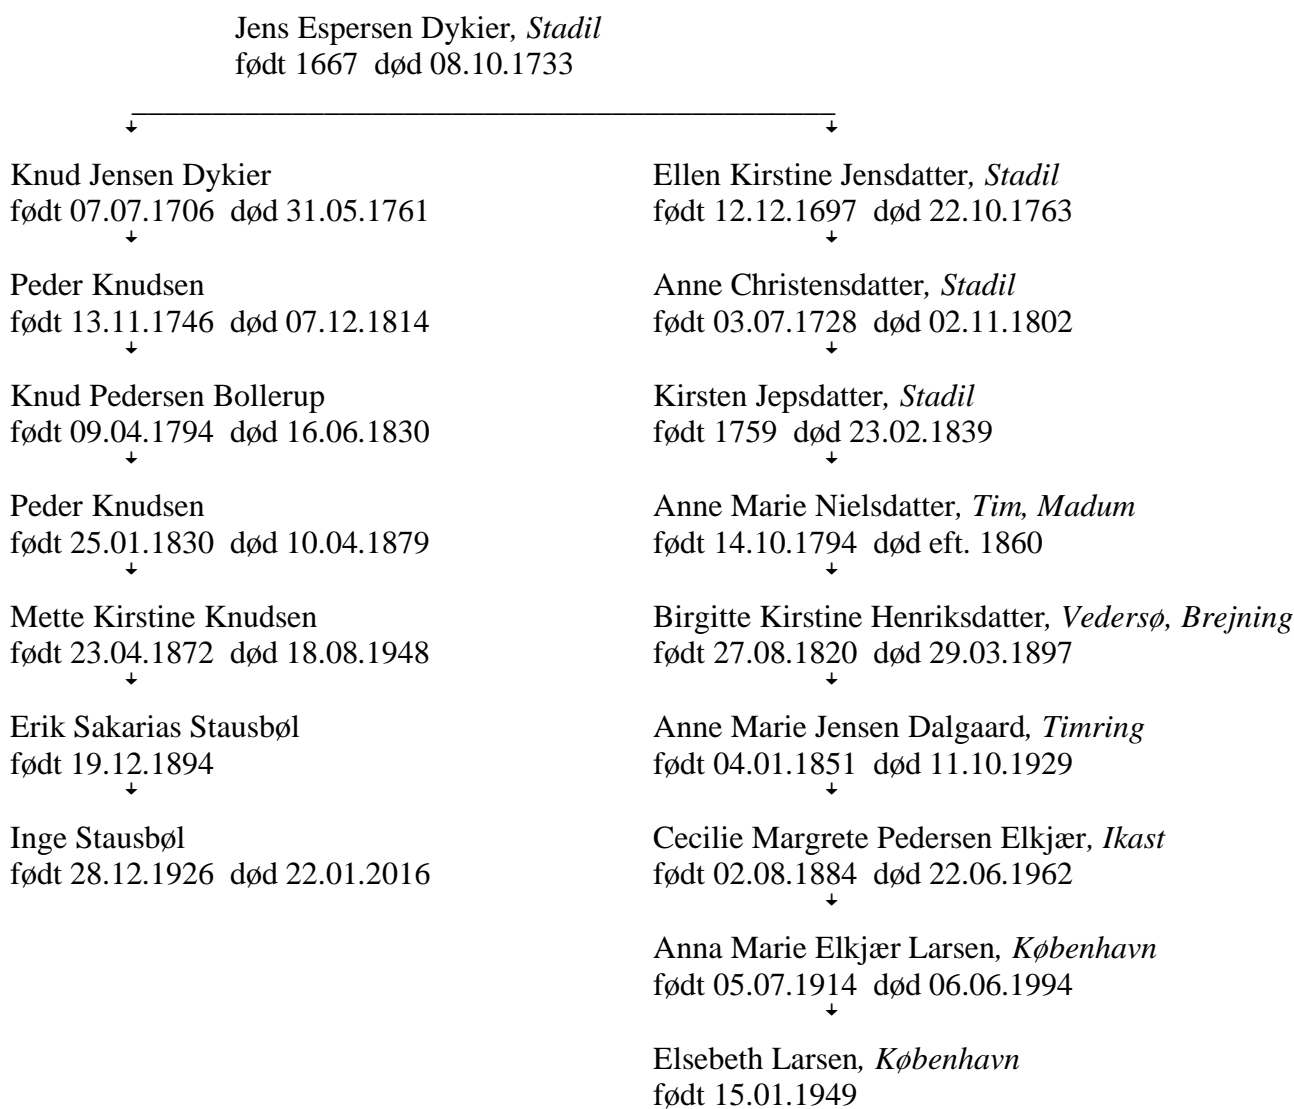 Jens Espersen Dykier, Stadil
født 1667  død 08.10.1733
Knud Jensen Dykier
født 07.07.1706  død 31.05.1761
Peder Knudsen
født 13.11.1746  død 07.12.1814
Knud Pedersen Bollerup
født 09.04.1794  død 16.06.1830
Peder Knudsen
født 25.01.1830  død 10.04.1879
Mette Kirstine Knudsen
født 23.04.1872  død 18.08.1948
Erik Sakarias Stausbøl
født 19.12.1894
Inge Stausbøl
født 28.12.1926  død 22.01.2016
Ellen Kirstine Jensdatter, Stadil
født 12.12.1697  død 22.10.1763
Anne Christensdatter, Stadil
født 03.07.1728  død 02.11.1802
Kirsten Jepsdatter, Stadil
født 1759  død 23.02.1839
Anne Marie Nielsdatter, Tim, Madum
født 14.10.1794  død eft. 1860
Birgitte Kirstine Henriksdatter, Vedersø, Brejning
født 27.08.1820  død 29.03.1897
Anne Marie Jensen Dalgaard, Timring
født 04.01.1851  død 11.10.1929
Cecilie Margrete Pedersen Elkjær, Ikast
født 02.08.1884  død 22.06.1962
Anna Marie Elkjær Larsen, København
født 05.07.1914  død 06.06.1994
Elsebeth Larsen, København
født 15.01.1949